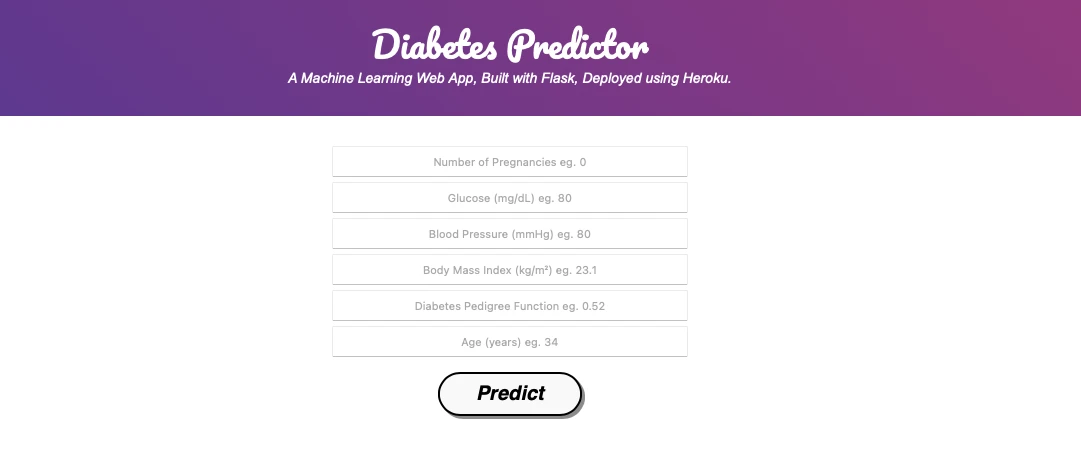 Diabetes Predictor
A Machine Learning Web App, Built with Flask, Deployed using Heroku.
Number of Pregnancies eg. 0
Glucose (mg/dL) eg. 80
Blood Pressure (mmHg) eg. 80
Body Mass Index (kg/m²) eg. 23.1
Diabetes Pedigree Function eg. 0.52
Age (years) eg. 34
Predict